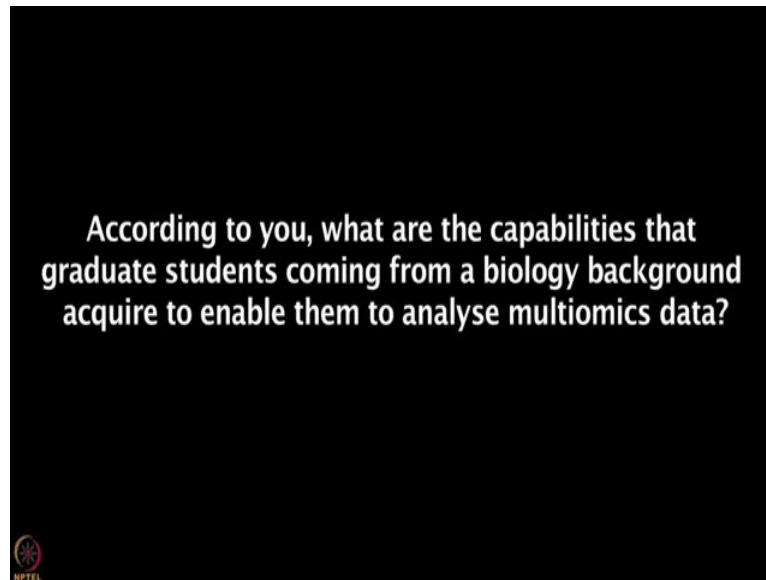 According to you, what are the capabilities that
graduate students coming from a biology background
acquire to enable them to analyse multiomics data?
NPTEL